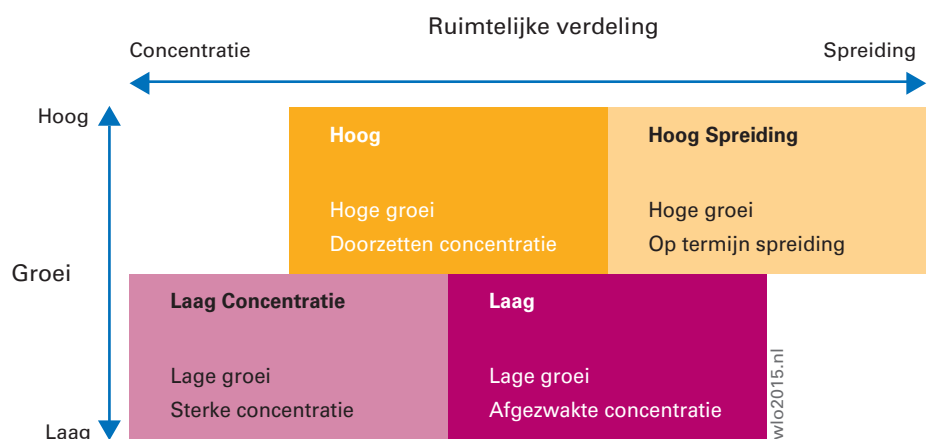 Ruimtelijke verdeling
Concentratie
Spreiding
Hoog
Hoog
Hoog Spreiding
Hoge groei
Hoge groei
Doorzetten concentratie
Op termijn spreiding
Groei
Laag Concentratie
Laag
Lage groei
Lage groei
Sterke concentratie
Afgezwakte concentratie
Laag
wlo2015.nl